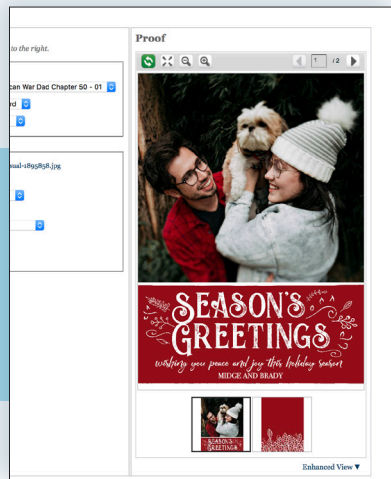 Proof
to the right.
1 /2
can War Dad Chapter 50 - 01
rd
sual-1895858.jpg
SEASON'S
GREETINGS
wishing you peace and joy this holiday season
MIDGE AND BRADY
SEASON'S
GREETINGS
Enhanced View ▼